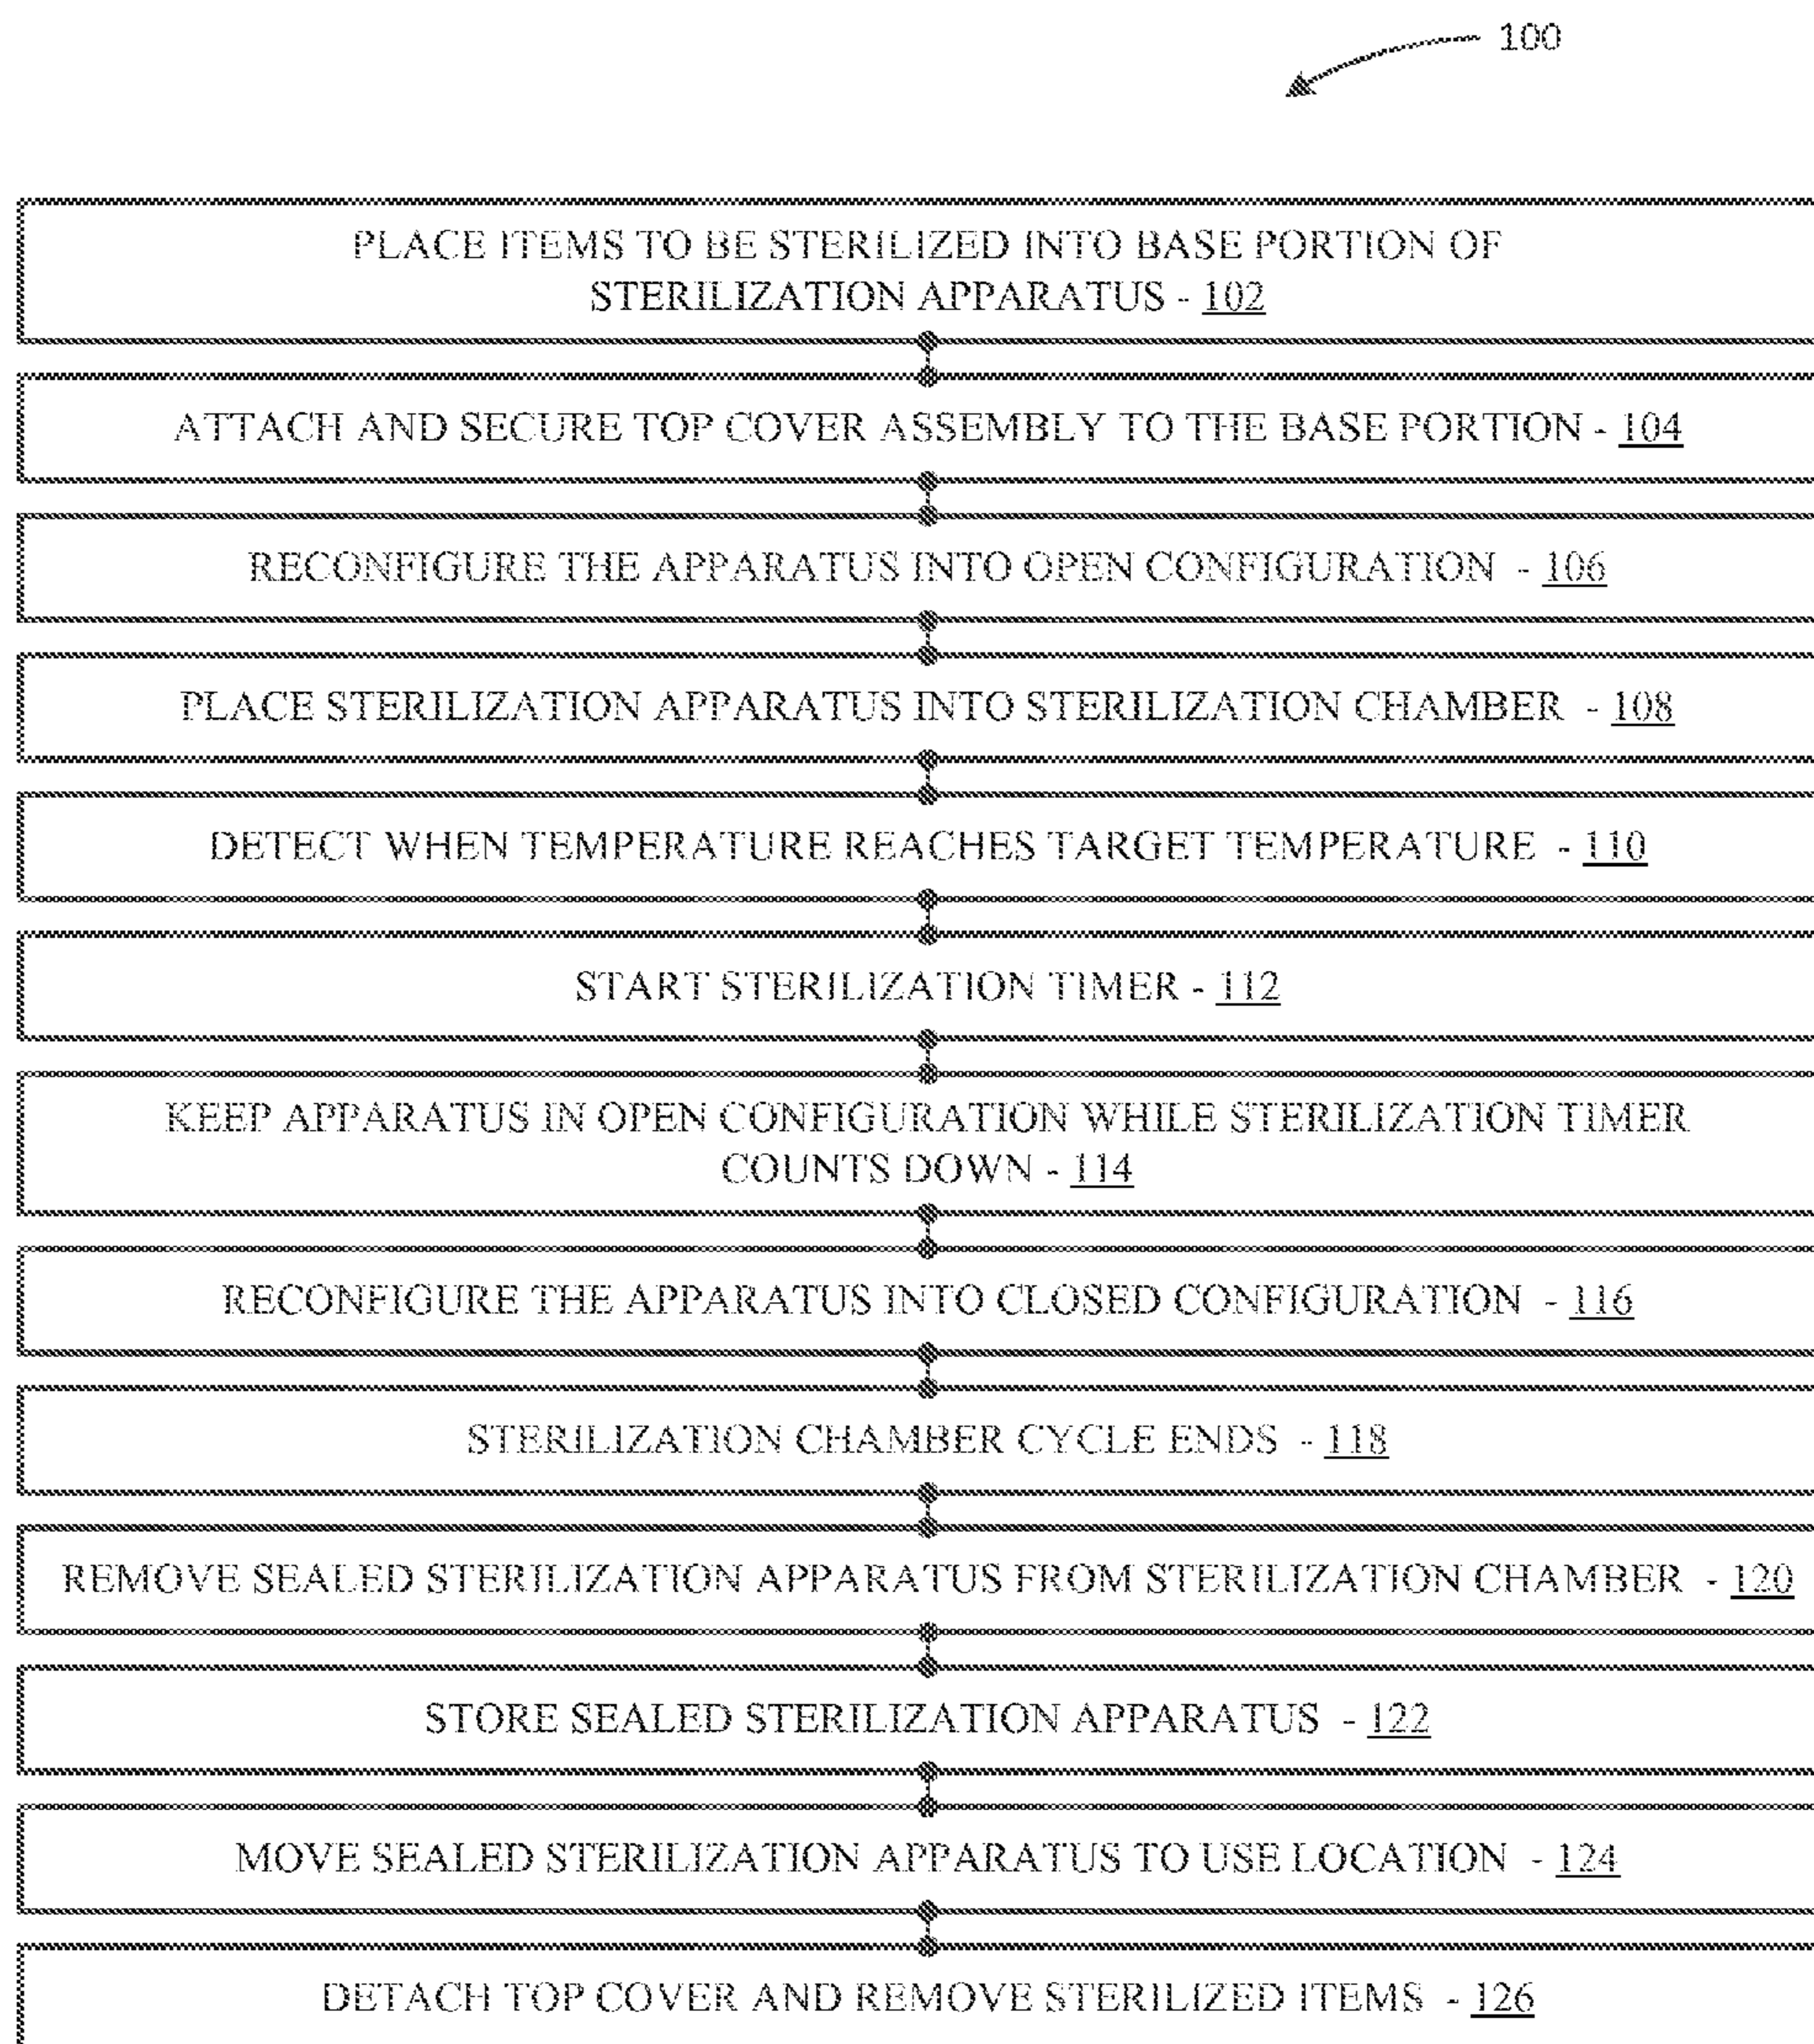 100
PLACE ITEMS TO BE STERILIZED INTO BASE PORTION OF
STERILIZATION APPARATUS - 102
ATTACH AND SECURE TOP COVER ASSEMBLY TO THE BASE PORTION - 104
RECONFIGURE THE APPARATUS INTO OPEN CONFIGURATION - 106
PLACE STERILIZATION APPARATUS INTO STERILIZATION CHAMBER - 108
DETECT WHEN TEMPERATURE REACHES TARGET TEMPERATURE - 110
START STERILIZATION TIMER - 112
KEEP APPARATUS IN OPEN CONFIGURATION WHILE STERILIZATION TIMER
COUNTS DOWN - 114
RECONFIGURE THE APPARATUS INTO CLOSED CONFIGURATION - 116
STERILIZATION CHAMBER CYCLE ENDS - 118
REMOVE SEALED STERILIZATION APPARATUS FROM STERILIZATION CHAMBER - 120
STORE SEALED STERILIZATION APPARATUS - 122
MOVE SEALED STERILIZATION APPARATUS TO USE LOCATION - 124
DETACH TOP COVER AND REMOVE STERILIZED ITEMS - 126